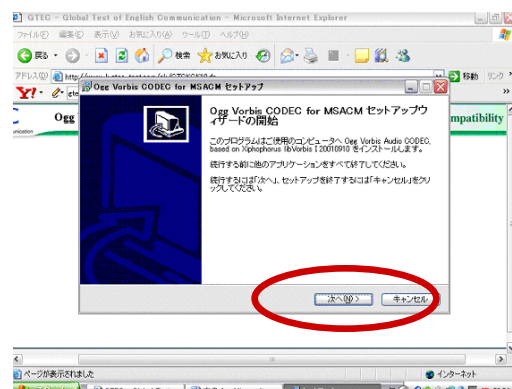 GTEC - Global Test of English Communication - Microsoft Internet Explorer
ファイル(F) 編集(E) 表示(V) お気に入り(A) ツール(T) ヘルプ(H)
戻る 検索 お気に入り
アドレス(D) 移動 リンク
Y!
Ogg Vorbis CODEC for MSACM セットアップ
Ogg
mpatibility
Ogg Vorbis CODEC for MSACM セットアップウ
ィザードの開始
このプログラムはご使用のコンピュータへ Ogg Vorbis Audio CODEC,
based on Xiphophorus libVorbis I 20010910 をインストールします。
続行する前に他のアプリケーションをすべて終了してください。
続行するには「次へ」、セットアップを終了するには「キャンセル」をクリ
ックしてください。
次へ(N) > キャンセル
ページが表示されました インターネット